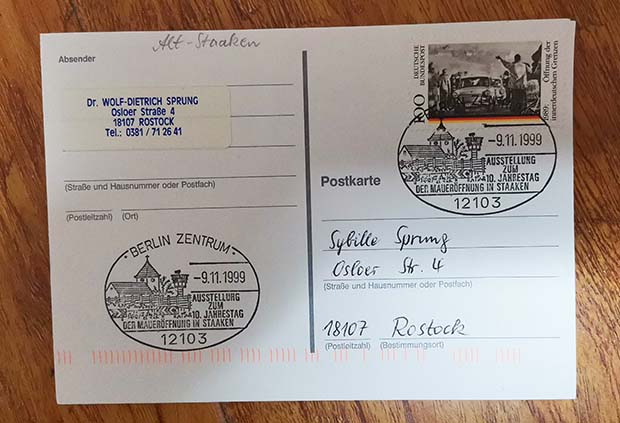 Alt-Staaken
Absender
Dr. WOLF-DIETRICH SPRUNG
Osloer Straße 4
18107 ROSTOCK
Tel.: 0381 / 71 26 41
(Straße und Hausnummer oder Postfach)
(Postleitzahl) (Ort)
BERLIN ZENTRUM
-9.11.1999
AUSSTELLUNG
ZUM
10. JAHRESTAG
DER MAUERÖFFNUNG IN STAAKEN
12103
100
DEUTSCHE
BUNDESPOST
1989:
Öffnung der
innerdeutschen Grenzen
-9.11.1999
AUSSTELLUNG
ZUM
10. JAHRESTAG
DER MAUERÖFFNUNG IN STAAKEN
12103
Postkarte
Sybille Sprung
Osloer Str. 4
(Straße und Hausnummer oder Postfach)
18107 Rostock
(Postleitzahl) (Bestimmungsort)